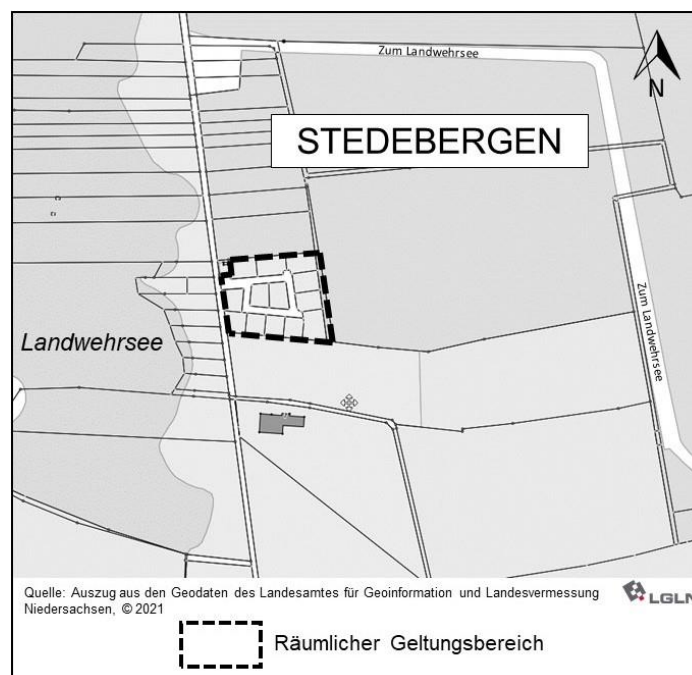 Zum Landwehrsee
N
STEDEBERGEN
Zum Landwehrsee
Landwehrsee
Quelle: Auszug aus den Geodaten des Landesamtes für Geoinformation und Landesvermessung
Niedersachsen, © 2021
LGLN
Räumlicher Geltungsbereich